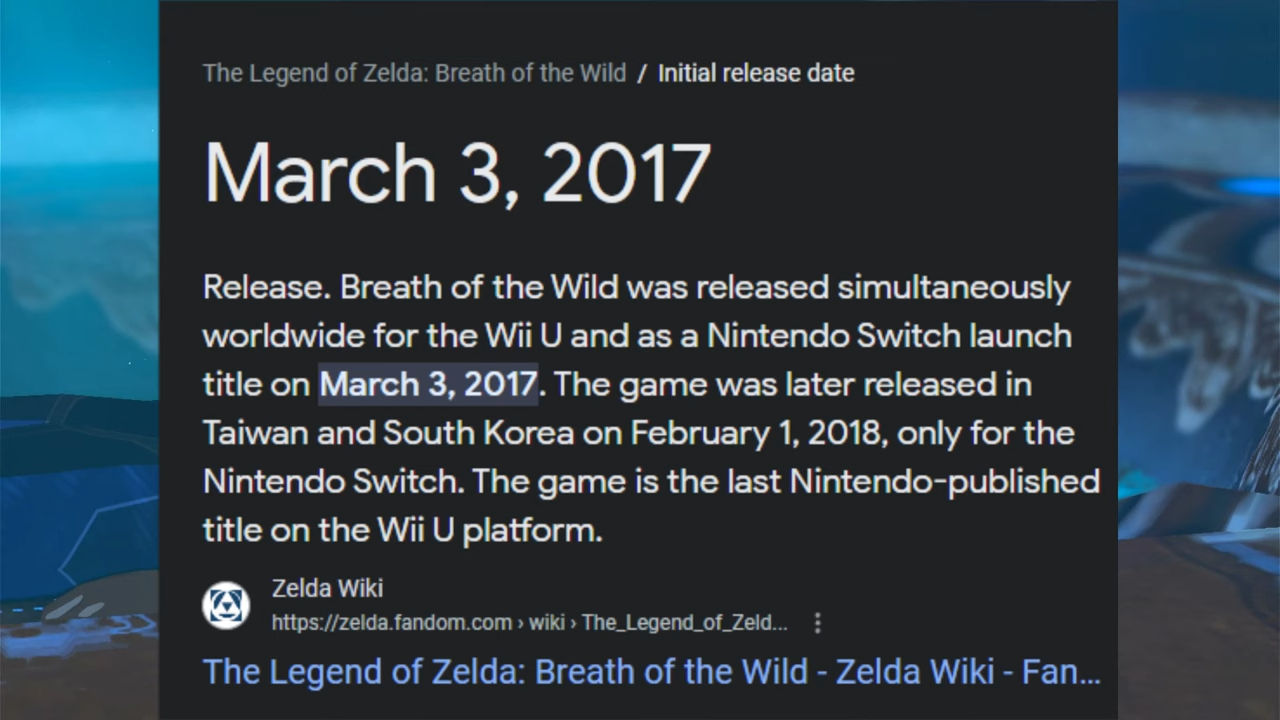 The Legend of Zelda: Breath of the Wild / Initial release date
March 3, 2017
Release. Breath of the Wild was released simultaneously
worldwide for the Wii U and as a Nintendo Switch launch
title on March 3, 2017. The game was later released in
Taiwan and South Korea on February 1, 2018, only for the
Nintendo Switch. The game is the last Nintendo-published
title on the Wii U platform.
Zelda Wiki
https://zelda.fandom.com › wiki › The_Legend_of_Zeld...
The Legend of Zelda: Breath of the Wild - Zelda Wiki - Fan...